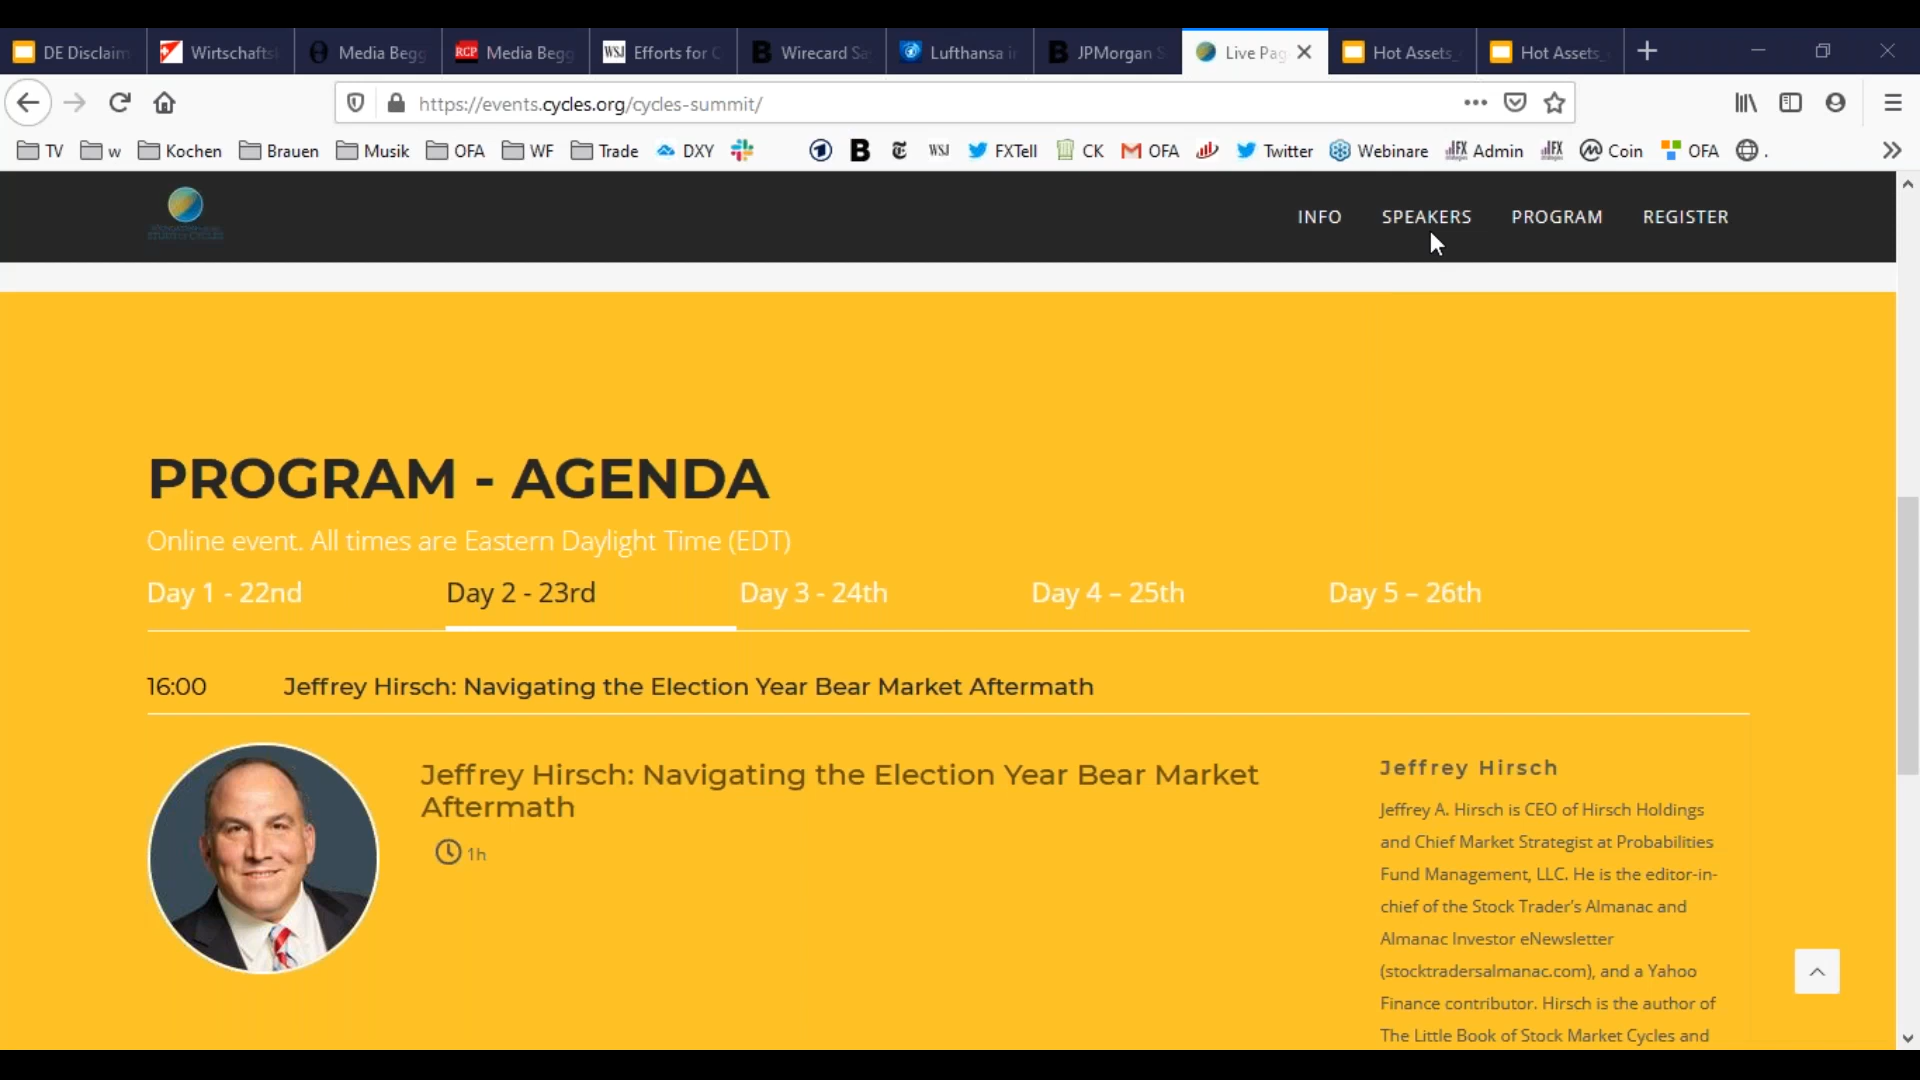 DE Disclaim
Wirtschafts
Media Begg
RCP Media Begg
WSJ Efforts for C
B Wirecard Sa
Lufthansa i
B JPMorgan S
Live Pag
Hot Assets_
Hot Assets_
https://events.cycles.org/cycles-summit/
TV w Kochen Brauen Musik OFA WF Trade DXY B WSJ FXTell CK OFA Twitter Webinare IFX Admin IFX Coin OFA .
INFO SPEAKERS PROGRAM REGISTER
PROGRAM - AGENDA
Online event. All times are Eastern Daylight Time (EDT)
Day 1 - 22nd Day 2 - 23rd Day 3 - 24th Day 4 – 25th Day 5 – 26th
16:00 Jeffrey Hirsch: Navigating the Election Year Bear Market Aftermath
Jeffrey Hirsch: Navigating the Election Year Bear Market
Aftermath
1h
Jeffrey Hirsch
Jeffrey A. Hirsch is CEO of Hirsch Holdings
and Chief Market Strategist at Probabilities
Fund Management, LLC. He is the editor-in-
chief of the Stock Trader’s Almanac and
Almanac Investor eNewsletter
(stocktradersalmanac.com), and a Yahoo
Finance contributor. Hirsch is the author of
The Little Book of Stock Market Cycles and